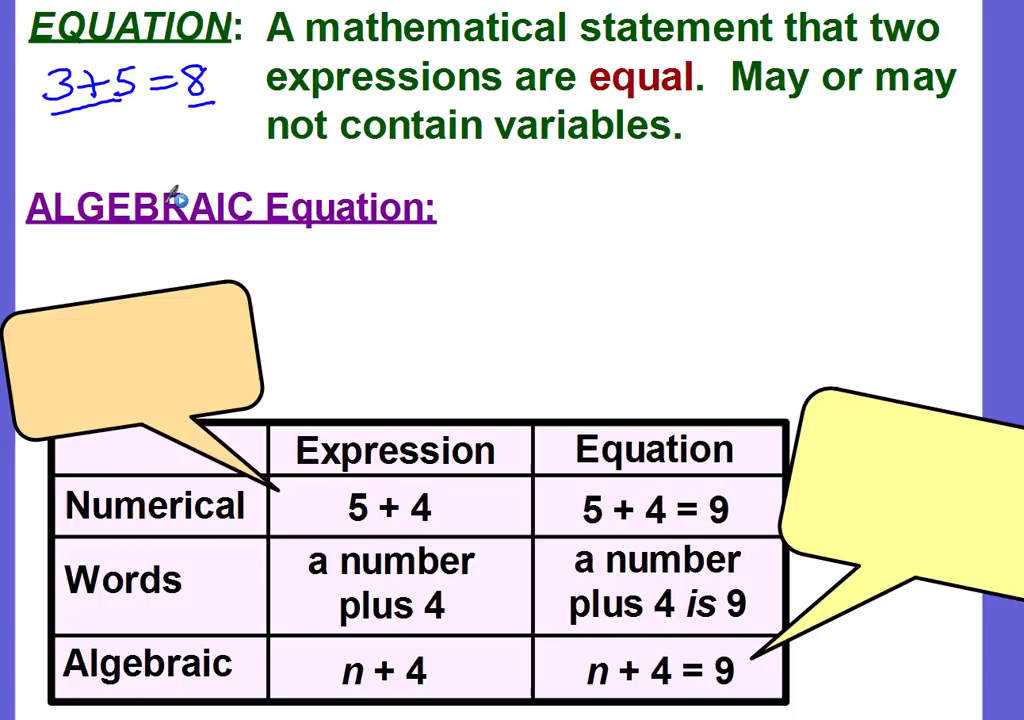 EQUATION: A mathematical statement that two
3+5=8 expressions are equal. May or may
not contain variables.
ALGEBRAIC Equation:
Expression Equation
Numerical 5 + 4 5 + 4 = 9
a number a number
Words
plus 4 plus 4 is 9
Algebraic n + 4 n + 4 = 9